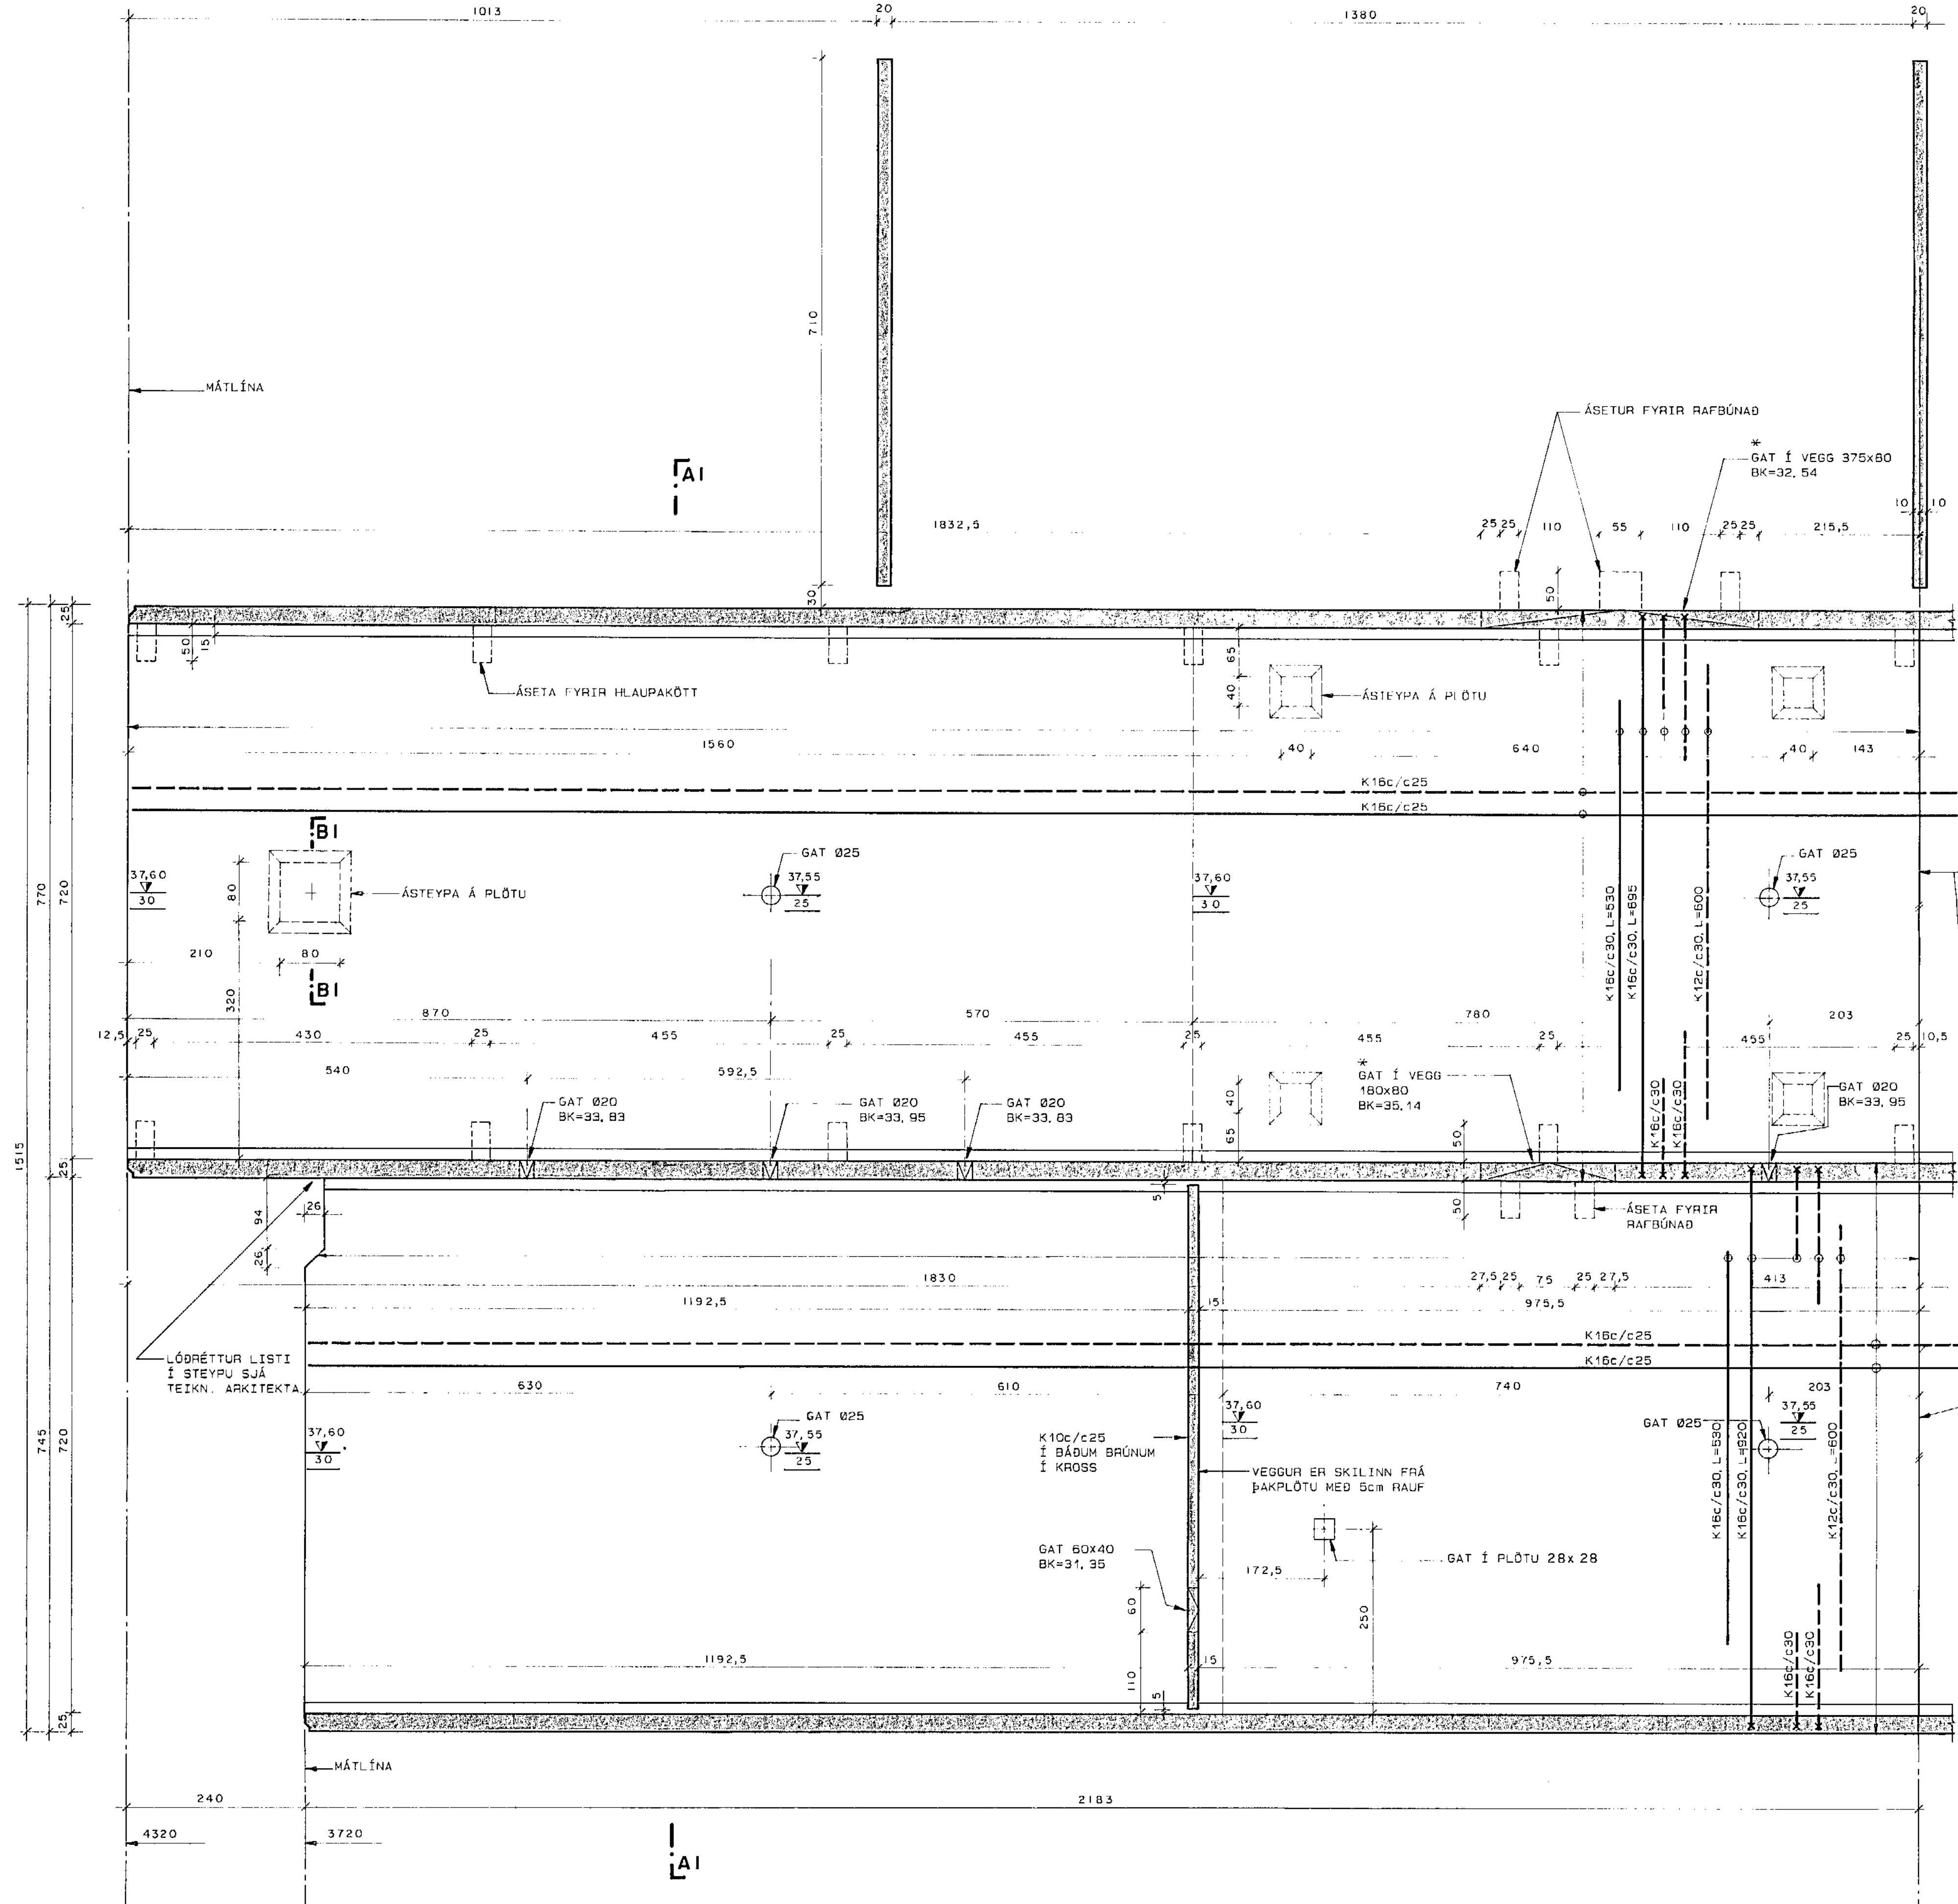 1013
20
1380
20
710
MÁTLÍNA
ÁSETUR FYRIR RAFBÚNAÐ
*
GAT Í VEGG 375x80
BK=32,54
A1
10
10
1832,5
25
25
110
55
110
25
25
215,5
30
50
25
50
15
65
40
ÁSETA FYRIR HLAUPAKÖTT
ÁSTEYPA Á PLÖTU
1560
40
640
40
143
K16c/c25
K16c/c25
B1
GAT Ø25
GAT Ø25
37,60
30
80
ÁSTEYPA Á PLÖTU
37,55
25
37,60
30
37,55
25
770
720
K16c/c30, L=530
K16c/c30, L=695
K12c/c30, L=600
210
80
B1
320
870
570
780
203
12,5
25
430
25
455
25
455
25
455
25
455
25
10,5
540
592,5
*
GAT Í VEGG
180x80
BK=35,14
GAT Ø20
BK=33,83
GAT Ø20
BK=33,95
GAT Ø20
BK=33,83
GAT Ø20
BK=33,95
40
65
50
K16c/c30
K16c/c30
1515
25
5
50
94
26
26
ÁSETA FYRIR
RAFBÚNAÐ
1830
27,5
25
75
25
27,5
413
1192,5
15
975,5
K16c/c25
K16c/c25
LÓÐRÉTTUR LISTI
Í STEYPU SJÁ
TEIKN. ARKITEKTA
630
610
740
203
GAT Ø25
37,60
30
37,55
25
37,60
30
GAT Ø25
37,55
25
745
720
K10c/c25
Í BÁÐUM BRÚNUM
Í KROSS
VEGGUR ER SKILINN FRÁ
ÞAKPLÖTU MEÐ 5cm RAUF
K16c/c30, L=530
K16c/c30, L=920
K12c/c30, L=600
GAT 60x40
BK=31,35
GAT Í PLÖTU 28x28
172,5
60
250
110
1192,5
15
975,5
K16c/c30
K16c/c30
5
25
MÁTLÍNA
240
2183
4320
3720
A1